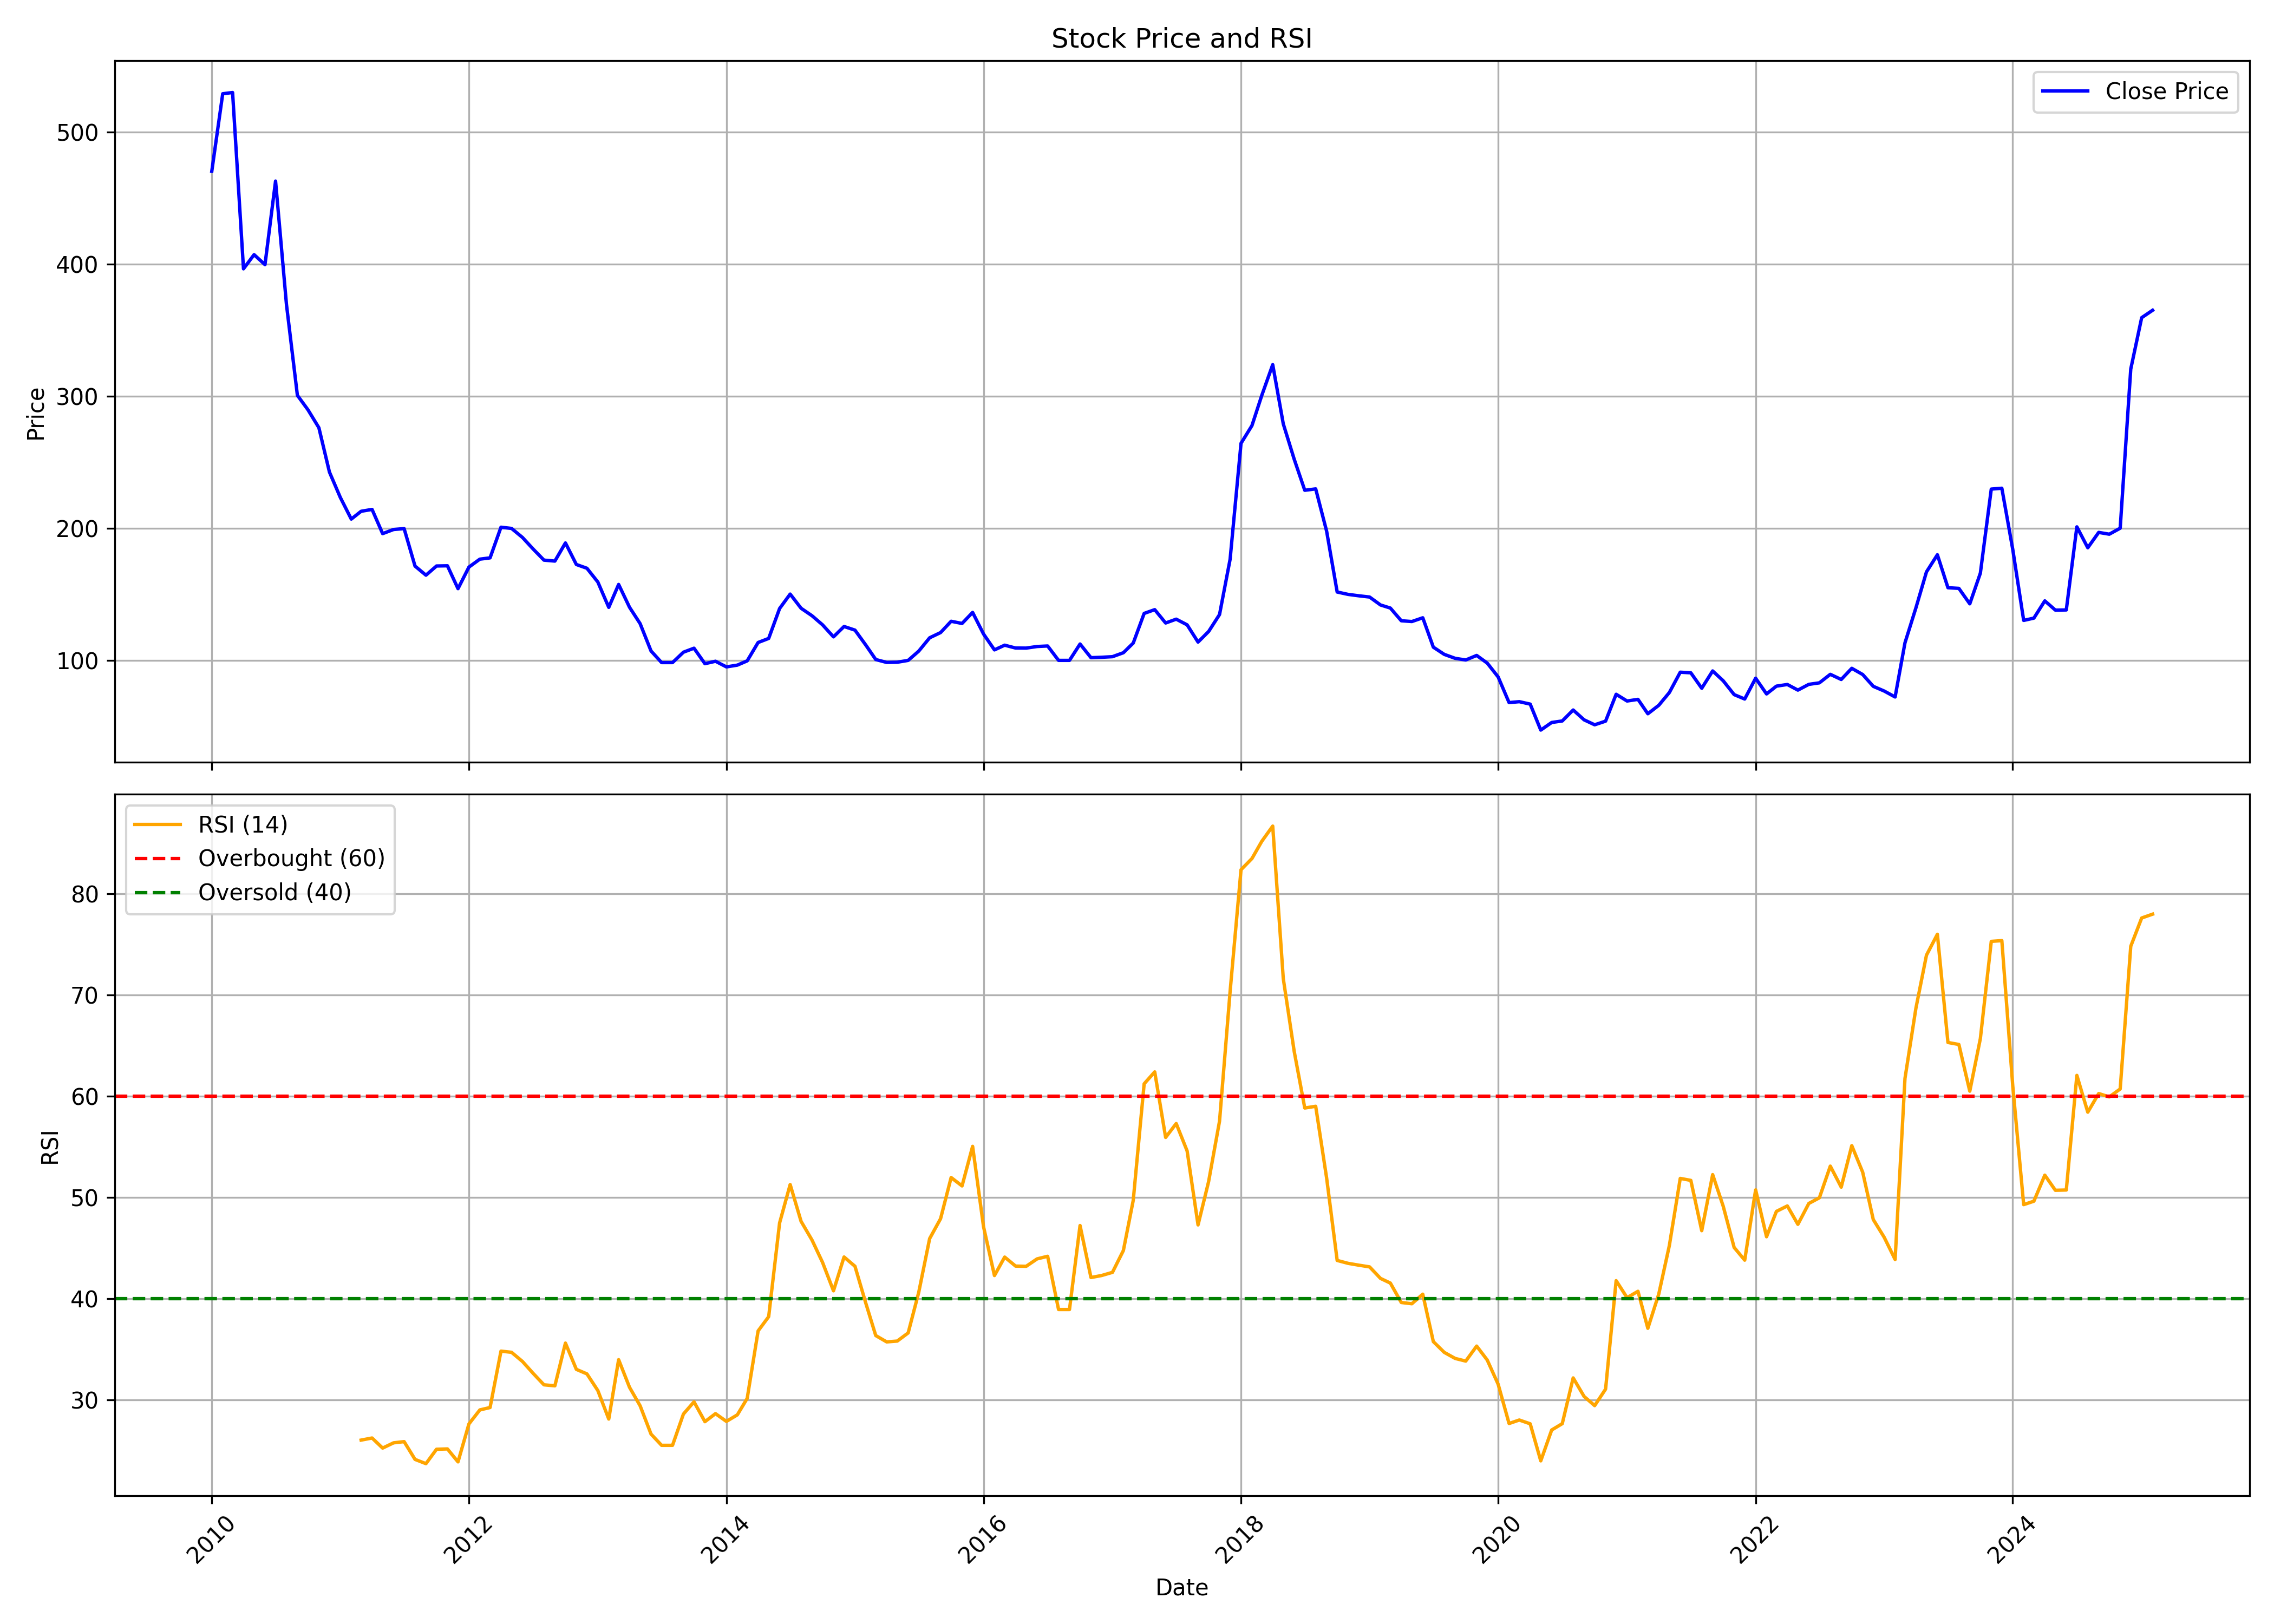 Stock Price and RSI
Close Price
500
400
300
200
100
Price
RSI (14)
Overbought (60)
Oversold (40)
80
70
60
50
40
30
RSI
2010
2012
2014
2016
2018
2020
2022
2024
Date